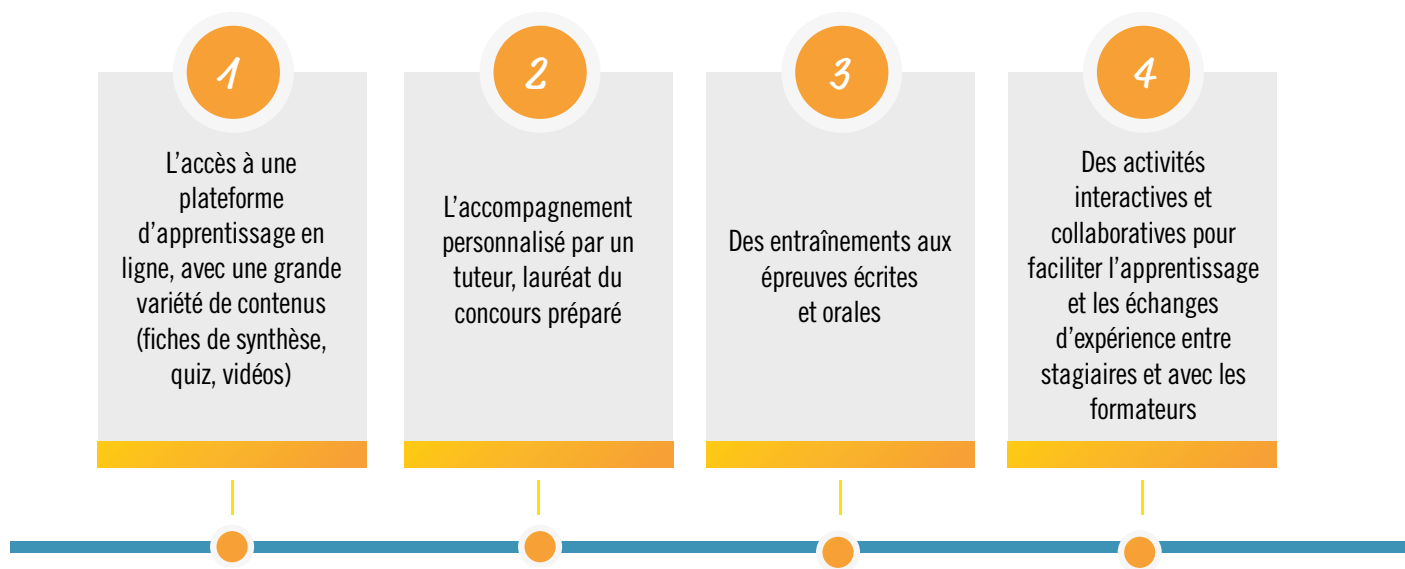 1
L'accès à une
plateforme
d'apprentissage en
ligne, avec une grande
variété de contenus
(fiches de synthèse,
quiz, vidéos)
2
L'accompagnement
personnalisé par un
tuteur, lauréat du
concours préparé
3
Des entraînements aux
épreuves écrites
et orales
4
Des activités
interactives et
collaboratives pour
faciliter l'apprentissage
et les échanges
d'expérience entre
stagiaires et avec les
formateurs